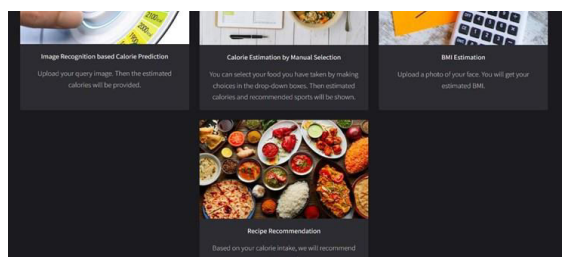 Image Recognition based Calorie Prediction
Upload your query image. Then the estimated
calories will be provided.
Calorie Estimation by Manual Selection
You can select your food you have taken by making
choices in the drop-down boxes. Then estimated
calories and recommended sports will be shown.
BMI Estimation
Upload a photo of your face. You will get your
estimated BMI.
Recipe Recommendation
Based on your calorie intake, we will recommend